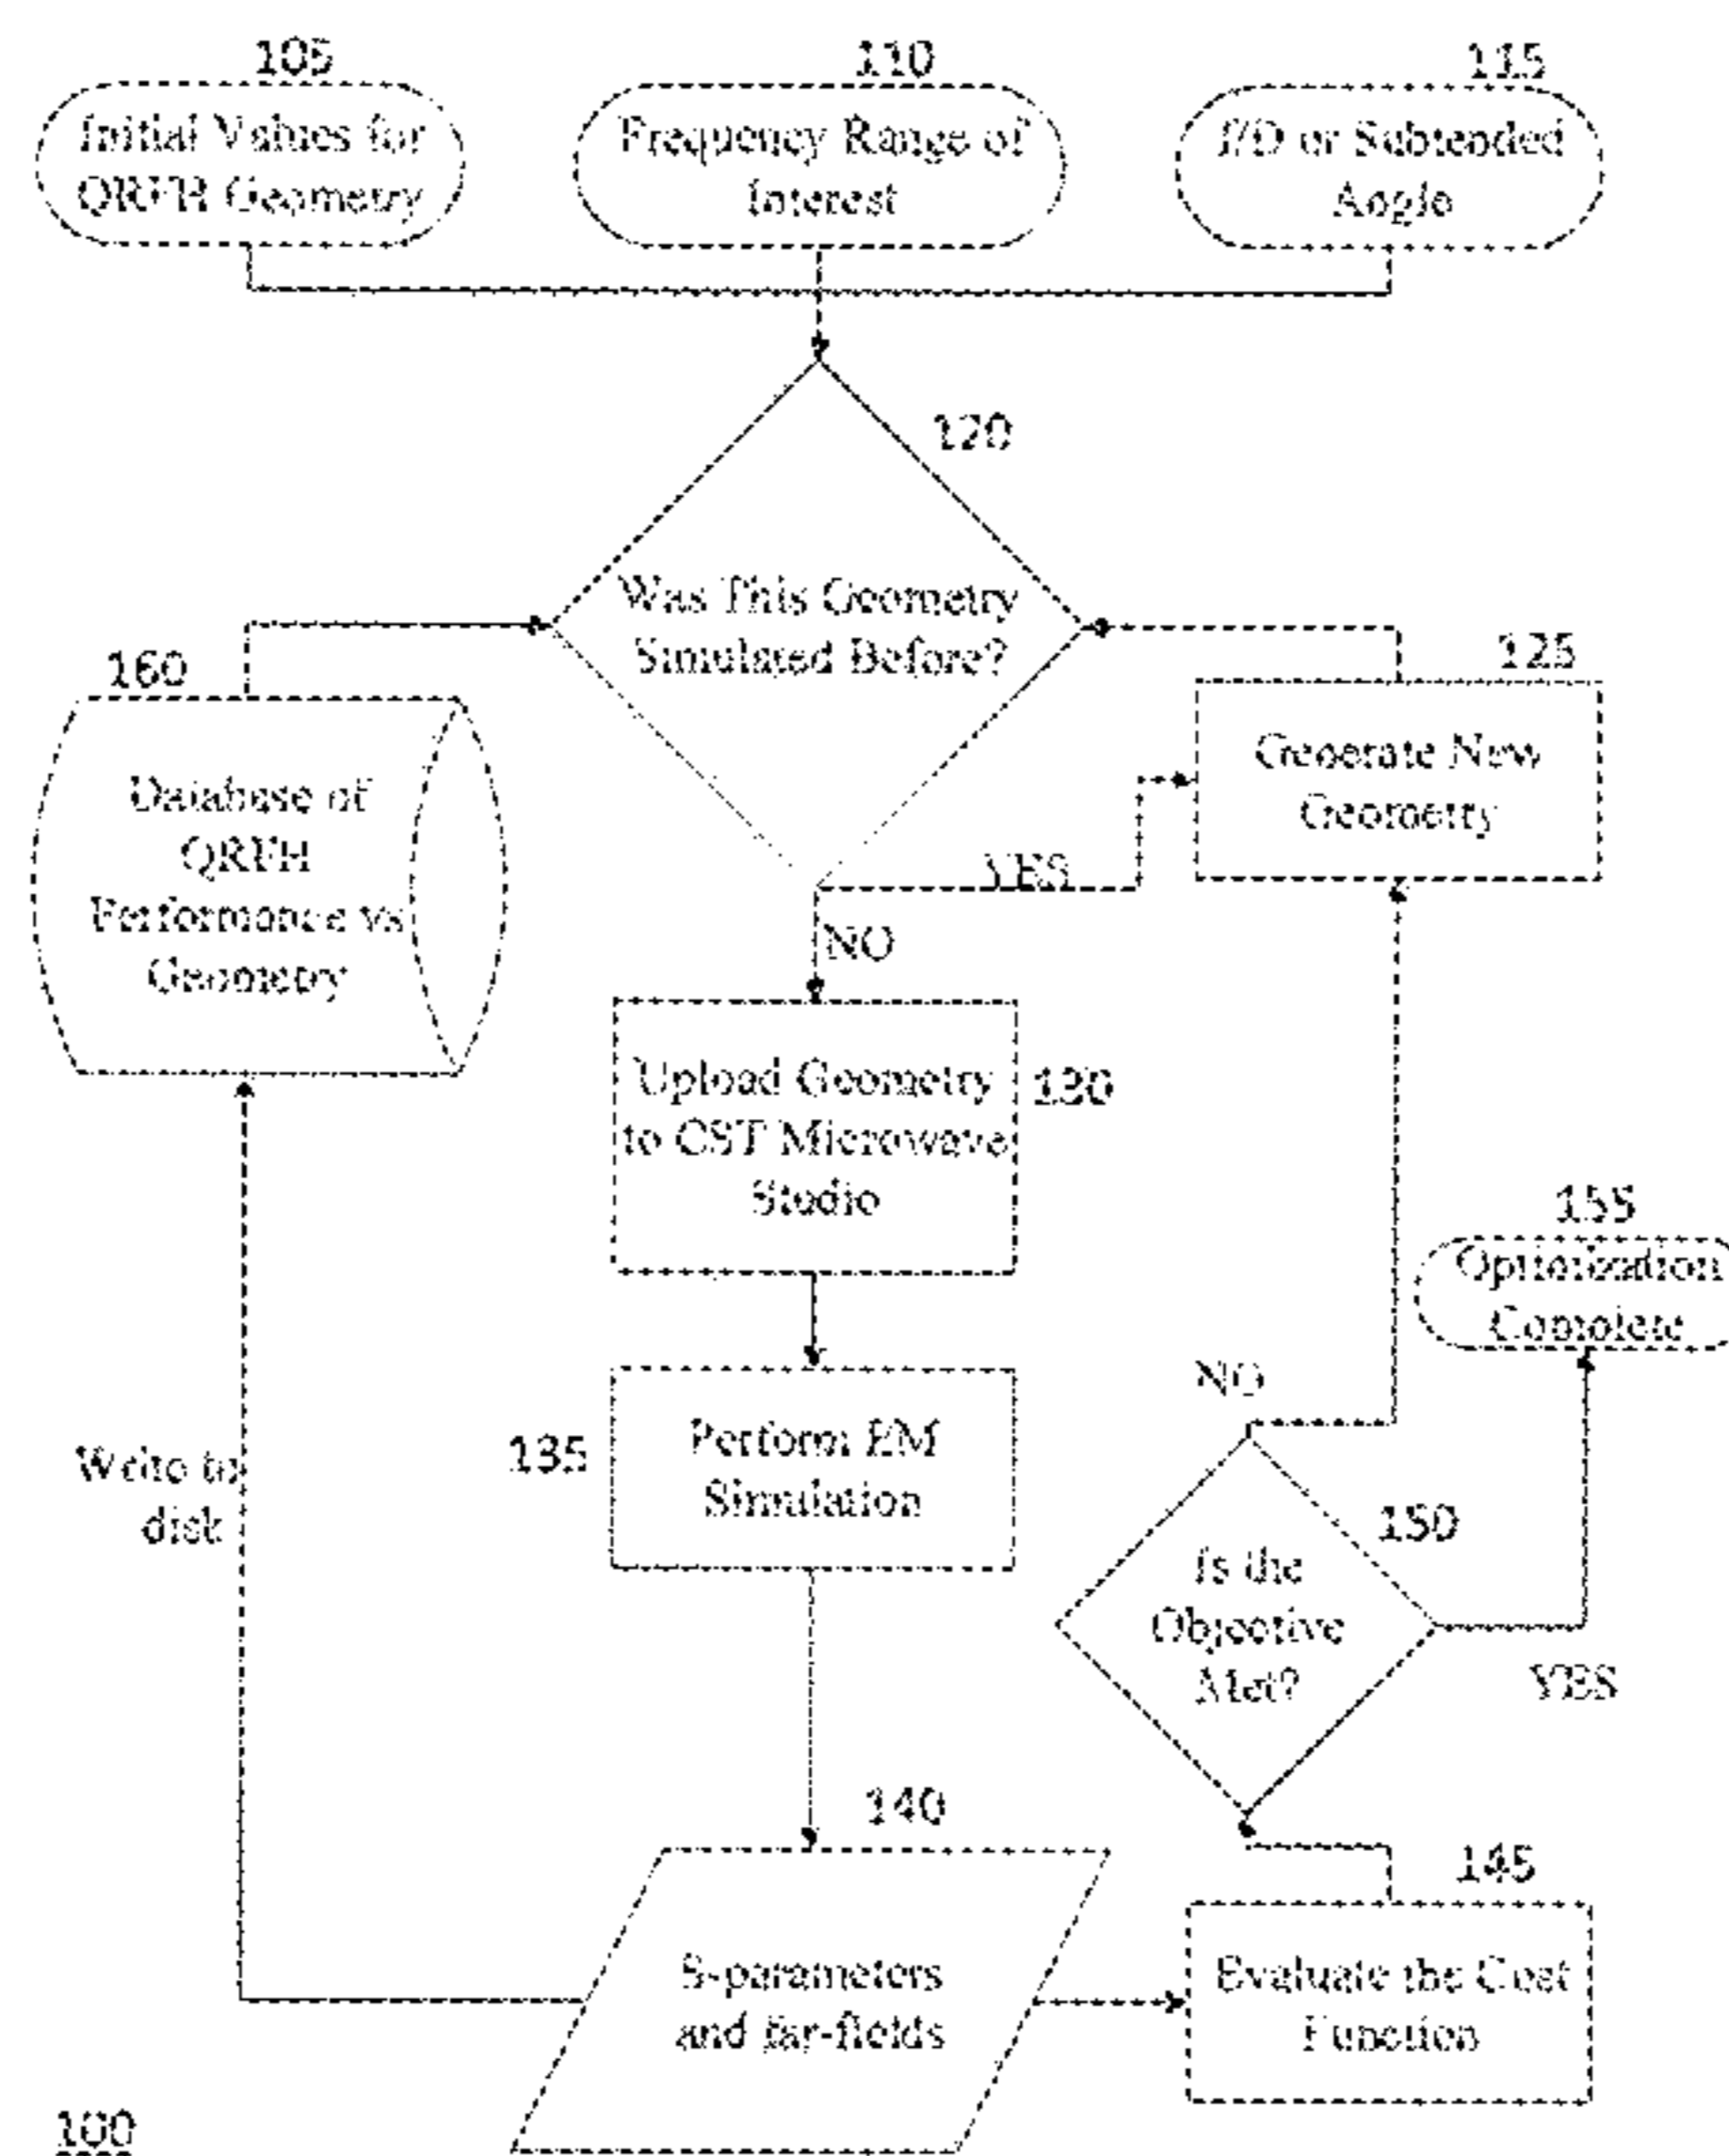 105
Initial Values for
QRFH Geometry
110
Frequency Range of
Interest
115
f/D or Subtended
Angle
120
Was This Geometry
Simulated Before?
125
Generate New
Geometry
160
Database of
QRFH
Performance vs
Geometry
YES
NO
Upload Geometry
to CST Microwave
Studio
130
155
Optimization
Complete
NO
135
Perform EM
Simulation
Write to
disk
150
Is the
Objective
Met?
YES
140
S-parameters
and far-fields
145
Evaluate the Cost
Function
100